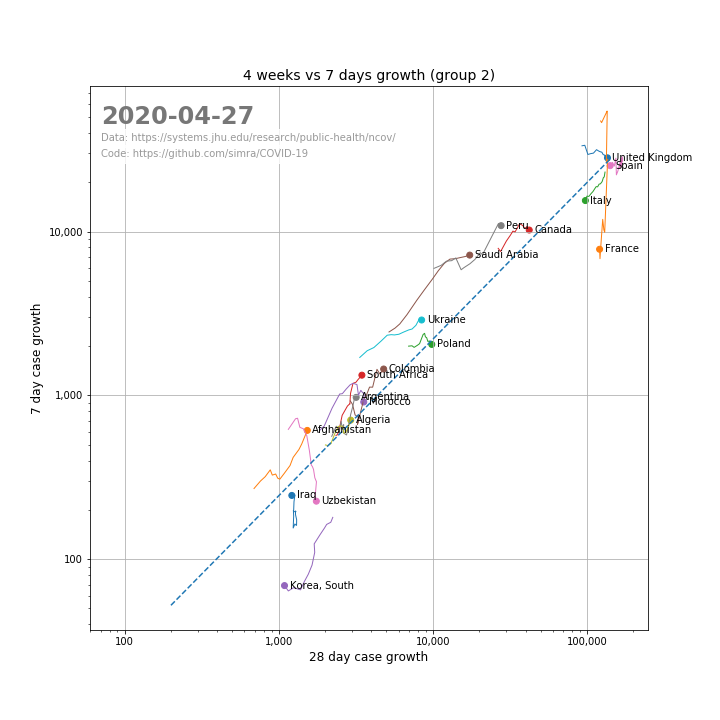 4 weeks vs 7 days growth (group 2)
2020-04-27
Data: https://systems.jhu.edu/research/public-health/ncov/
Code: https://github.com/simra/COVID-19
United Kingdom
Spain
Italy
Peru
Canada
France
Saudi Arabia
Ukraine
Poland
Colombia
South Africa
Argentina
Morocco
Algeria
Afghanistan
Iraq
Uzbekistan
Korea, South
10,000
1,000
100
7 day case growth
100
1,000
10,000
100,000
28 day case growth